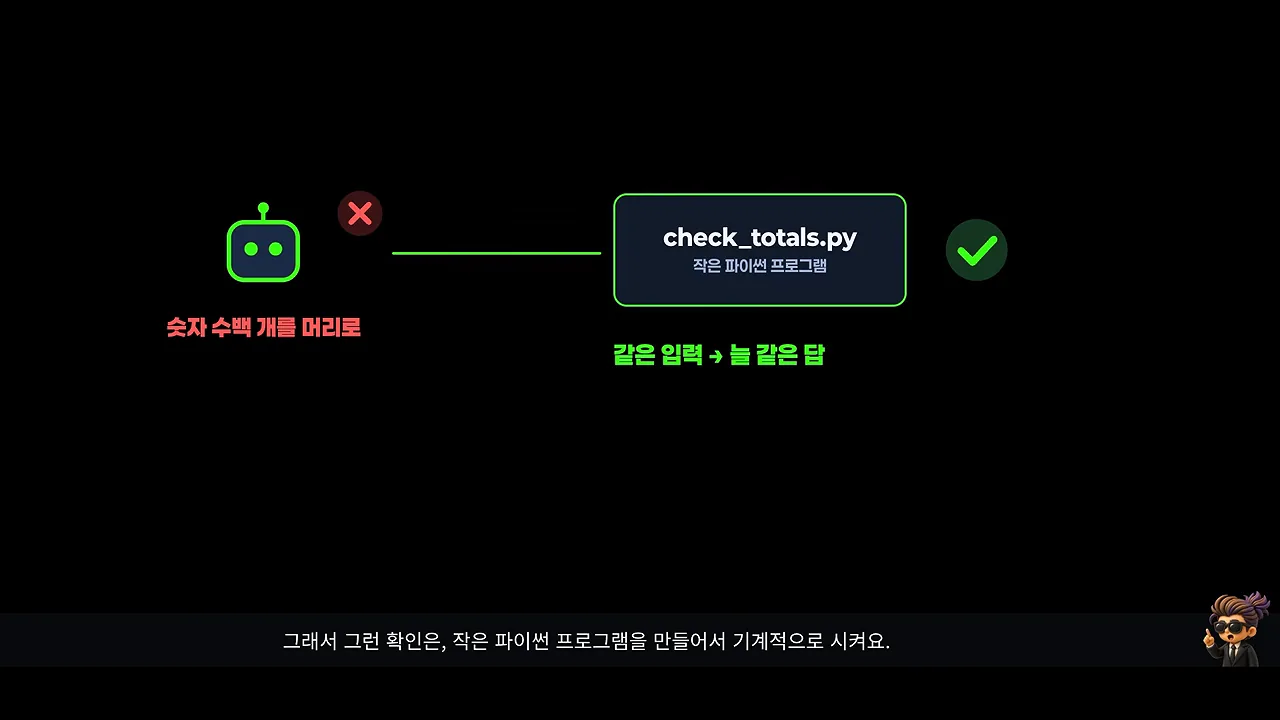 숫자 수백 개를 머리로
check_totals.py
작은 파이썬 프로그램
같은 입력 → 늘 같은 답
그래서 그런 확인은, 작은 파이썬 프로그램을 만들어서 기계적으로 시켜요.